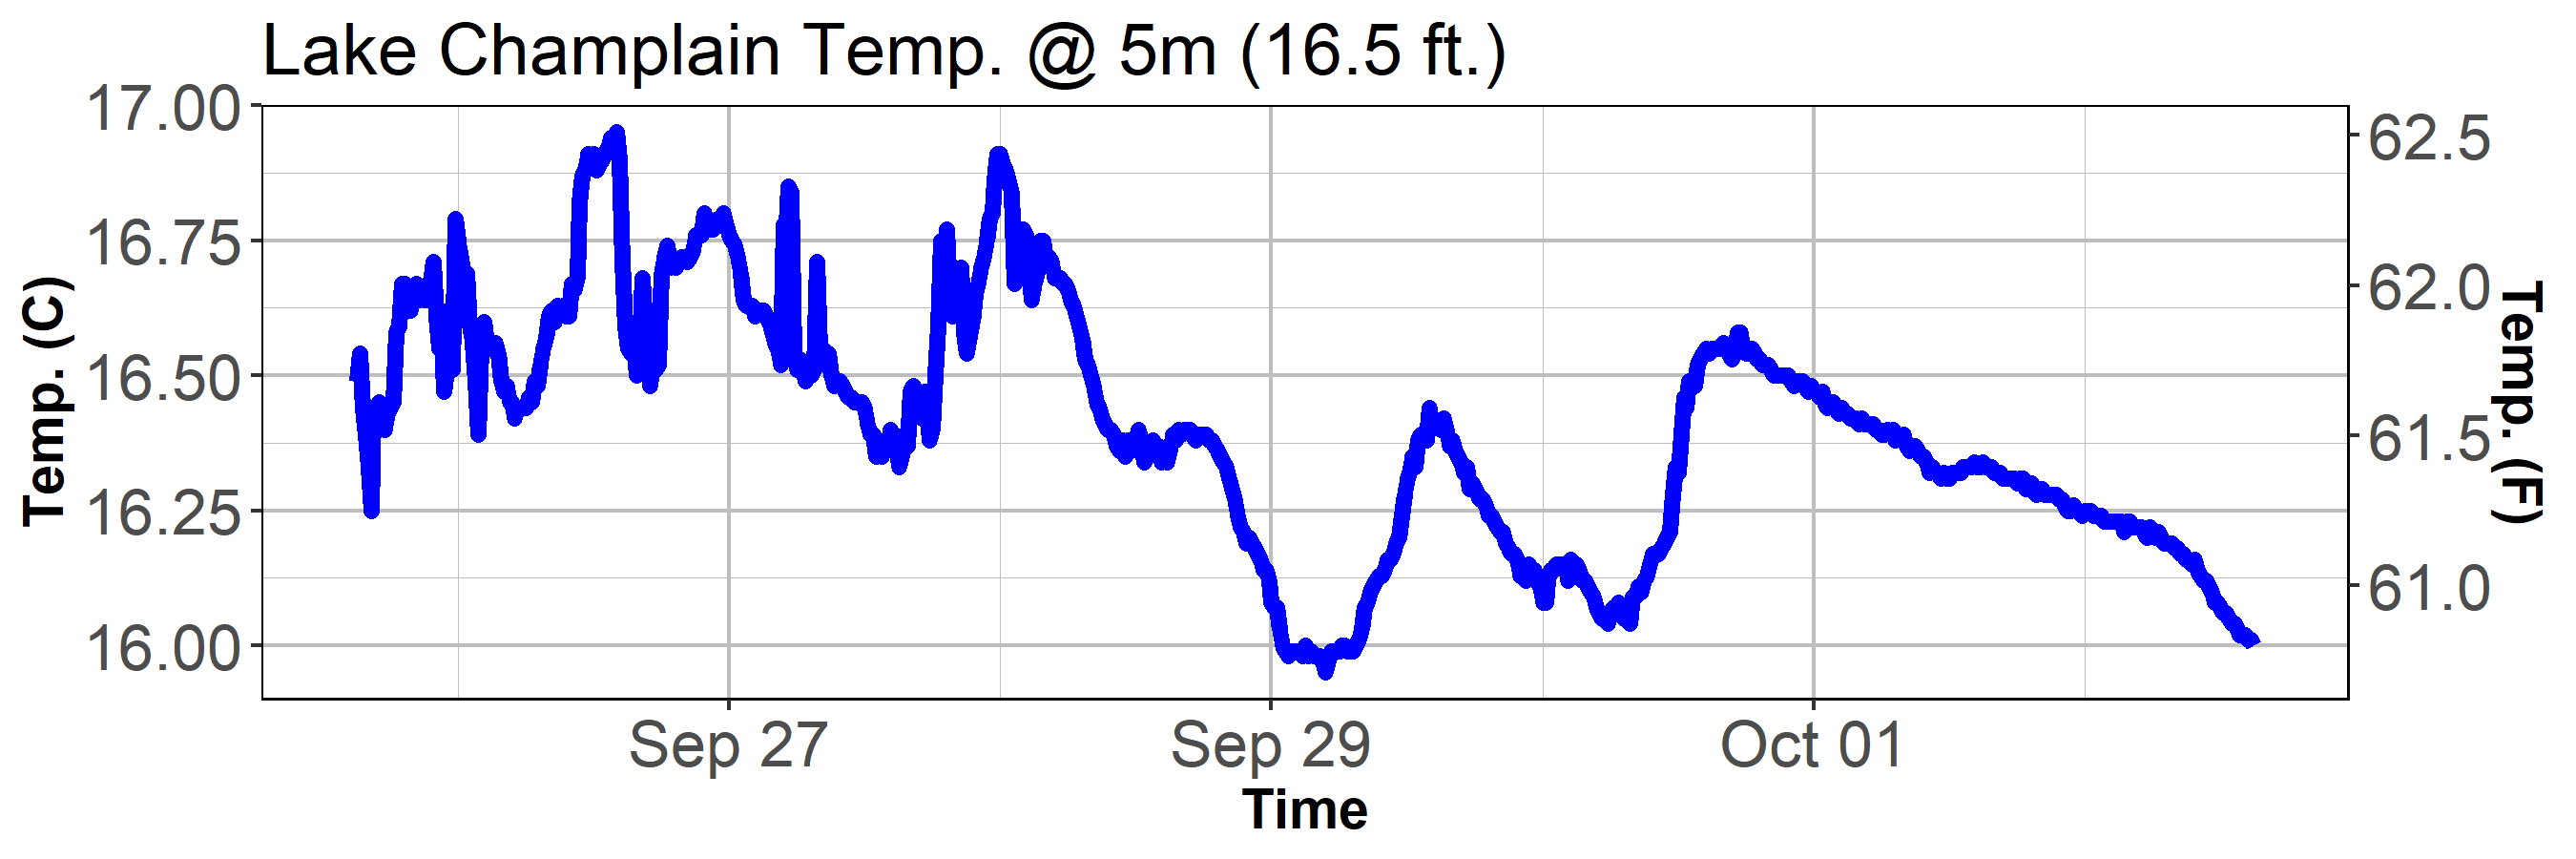 Lake Champlain Temp. @ 5m (16.5 ft.)
17.00
16.75
16.50
16.25
16.00
Temp. (C)
62.5
62.0
61.5
61.0
Temp. (F)
Sep 27
Sep 29
Oct 01
Time